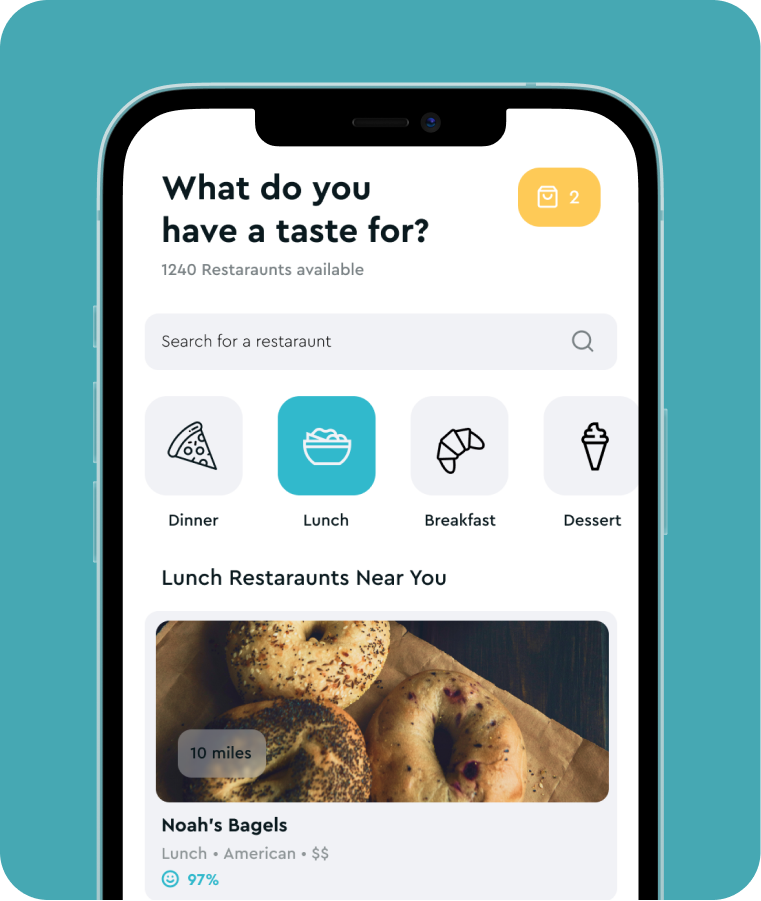 What do you
have a taste for?
2
1240 Restaraunts available
Search for a restaraunt
Dinner
Lunch
Breakfast
Dessert
Lunch Restaraunts Near You
10 miles
Noah's Bagels
Lunch • American • $$
97%